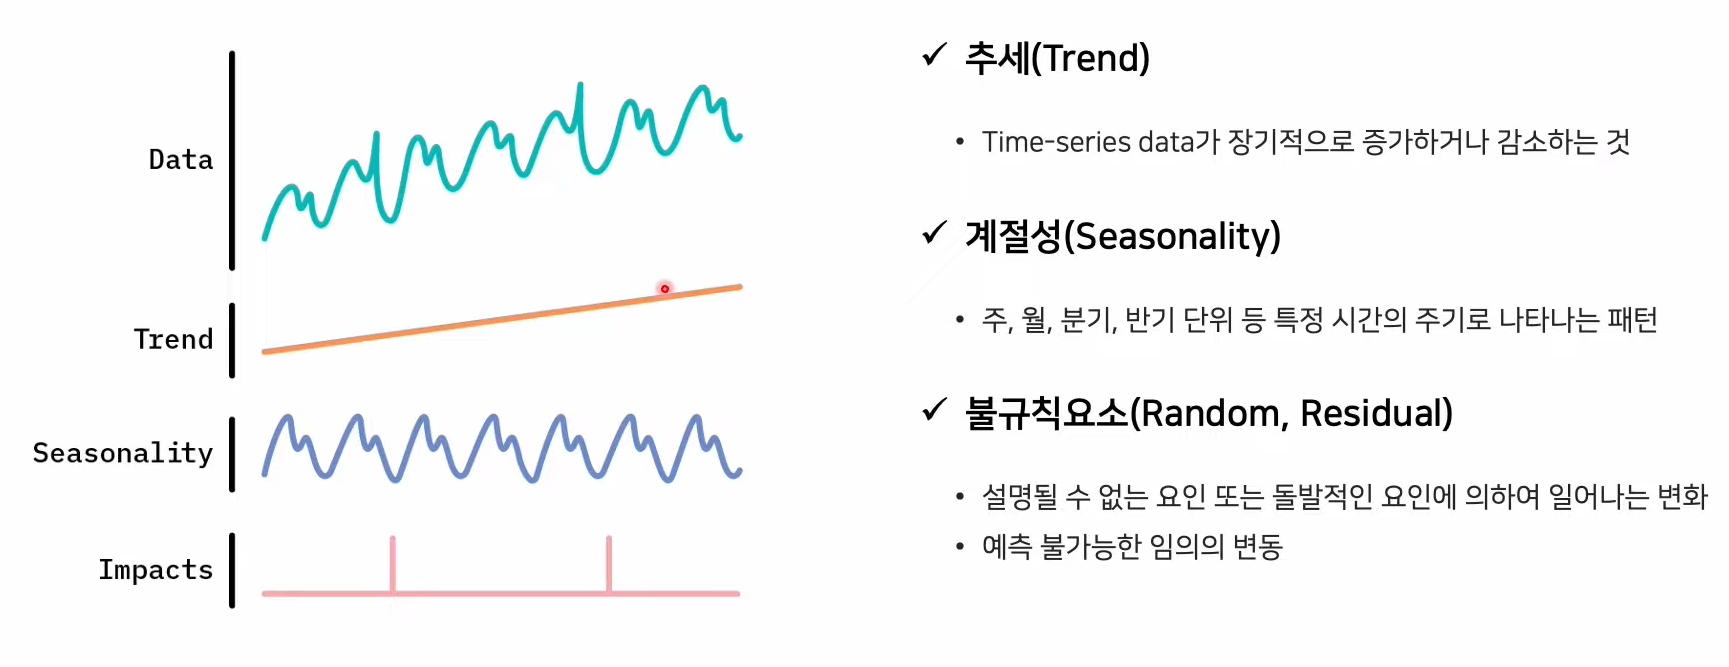 Data
Trend
Seasonality
Impacts
✓ 추세(Trend)
• Time-series data가 장기적으로 증가하거나 감소하는 것
✓ 계절성(Seasonality)
• 주, 월, 분기, 반기 단위 등 특정 시간의 주기로 나타나는 패턴
✓ 불규칙요소(Random, Residual)
• 설명될 수 없는 요인 또는 돌발적인 요인에 의하여 일어나는 변화
• 예측 불가능한 임의의 변동